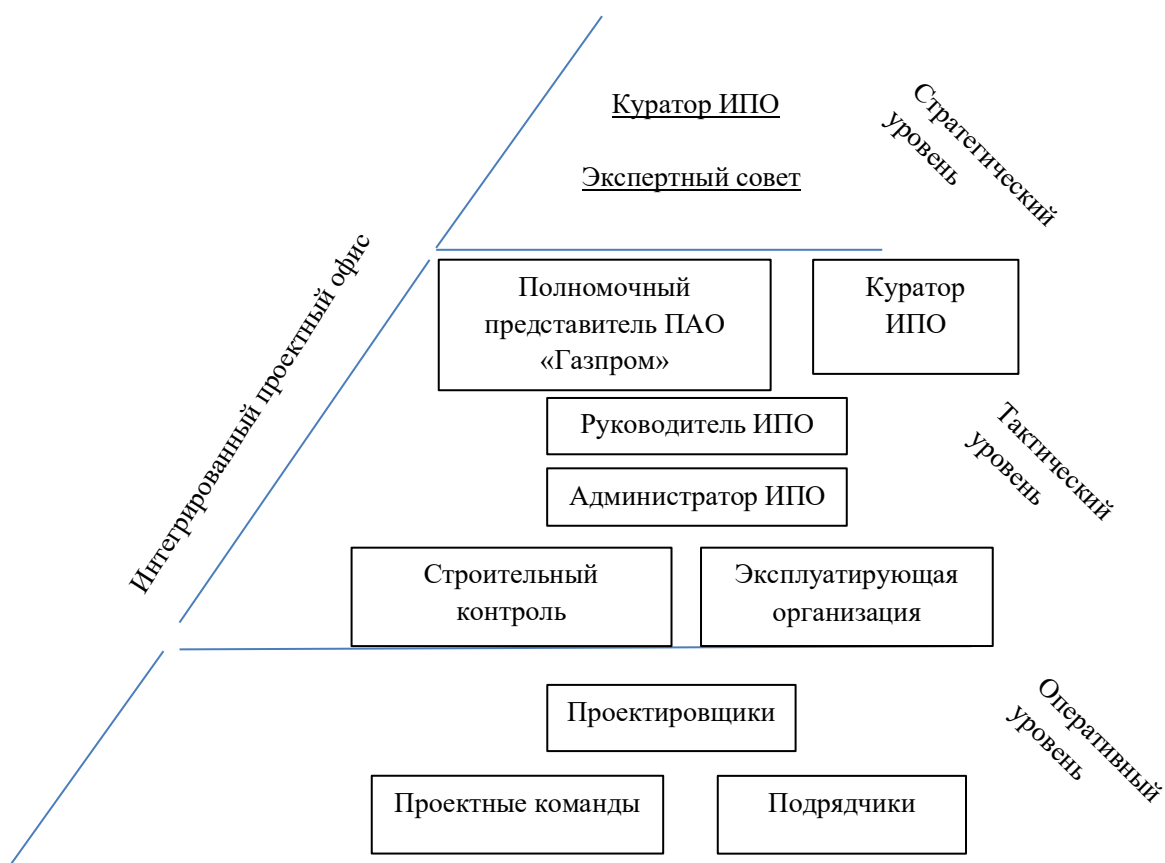 Куратор ИПО
Экспертный совет
Стратегический
уровень
Интегрированный проектный офис
Полномочный
представитель ПАО
«Газпром»
Куратор
ИПО
Руководитель ИПО
Администратор ИПО
Тактический
уровень
Строительный
контроль
Эксплуатирующая
организация
Проектировщики
Проектные команды
Подрядчики
Оперативный
уровень